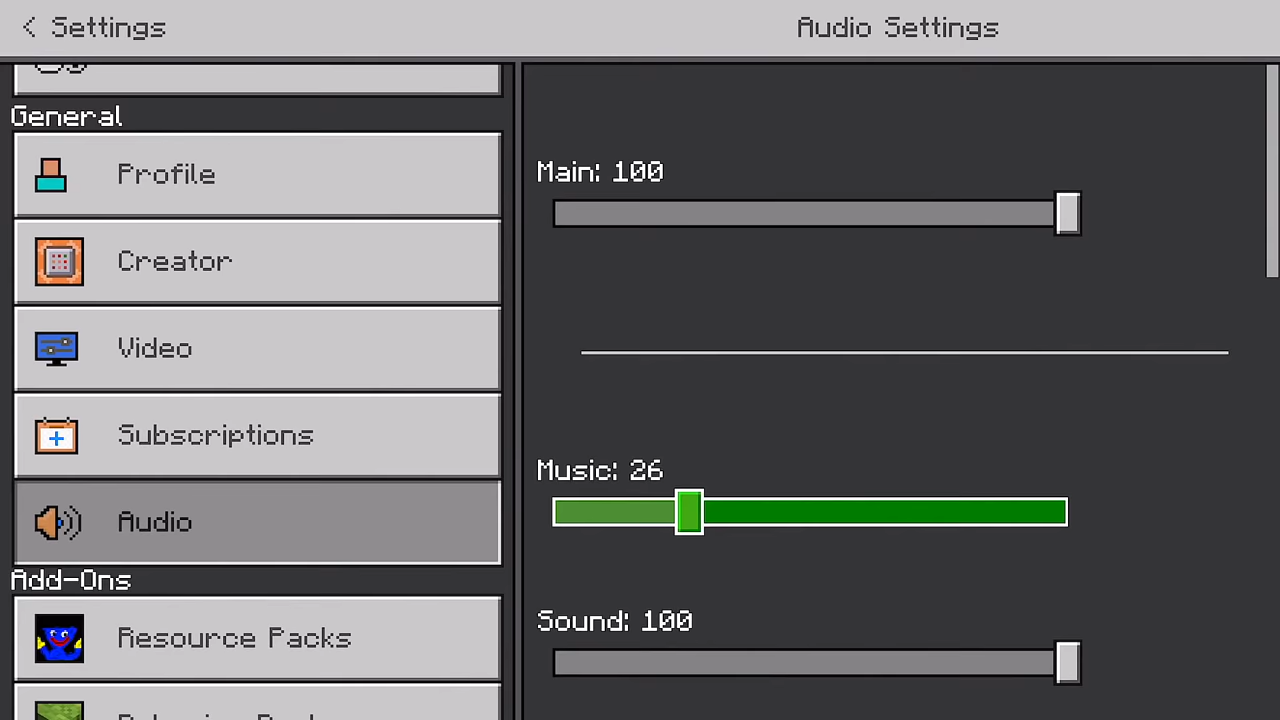 < Settings
Audio Settings
General
Profile
Creator
Video
Subscriptions
Audio
Add-Ons
Resource Packs
Main: 100
Music: 26
Sound: 100